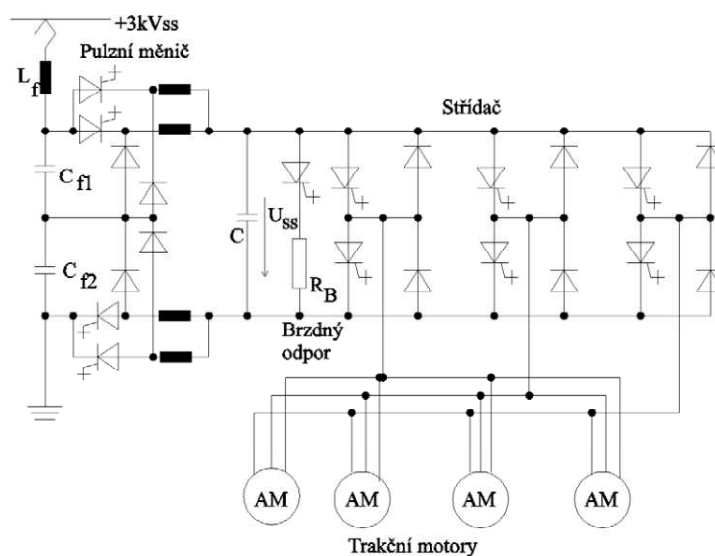 +3kVss
Pulzní měnič
L f
Střídač
C f1
C
U ss
C f2
R B
Brzdný
odpor
AM AM AM AM
Trakční motory